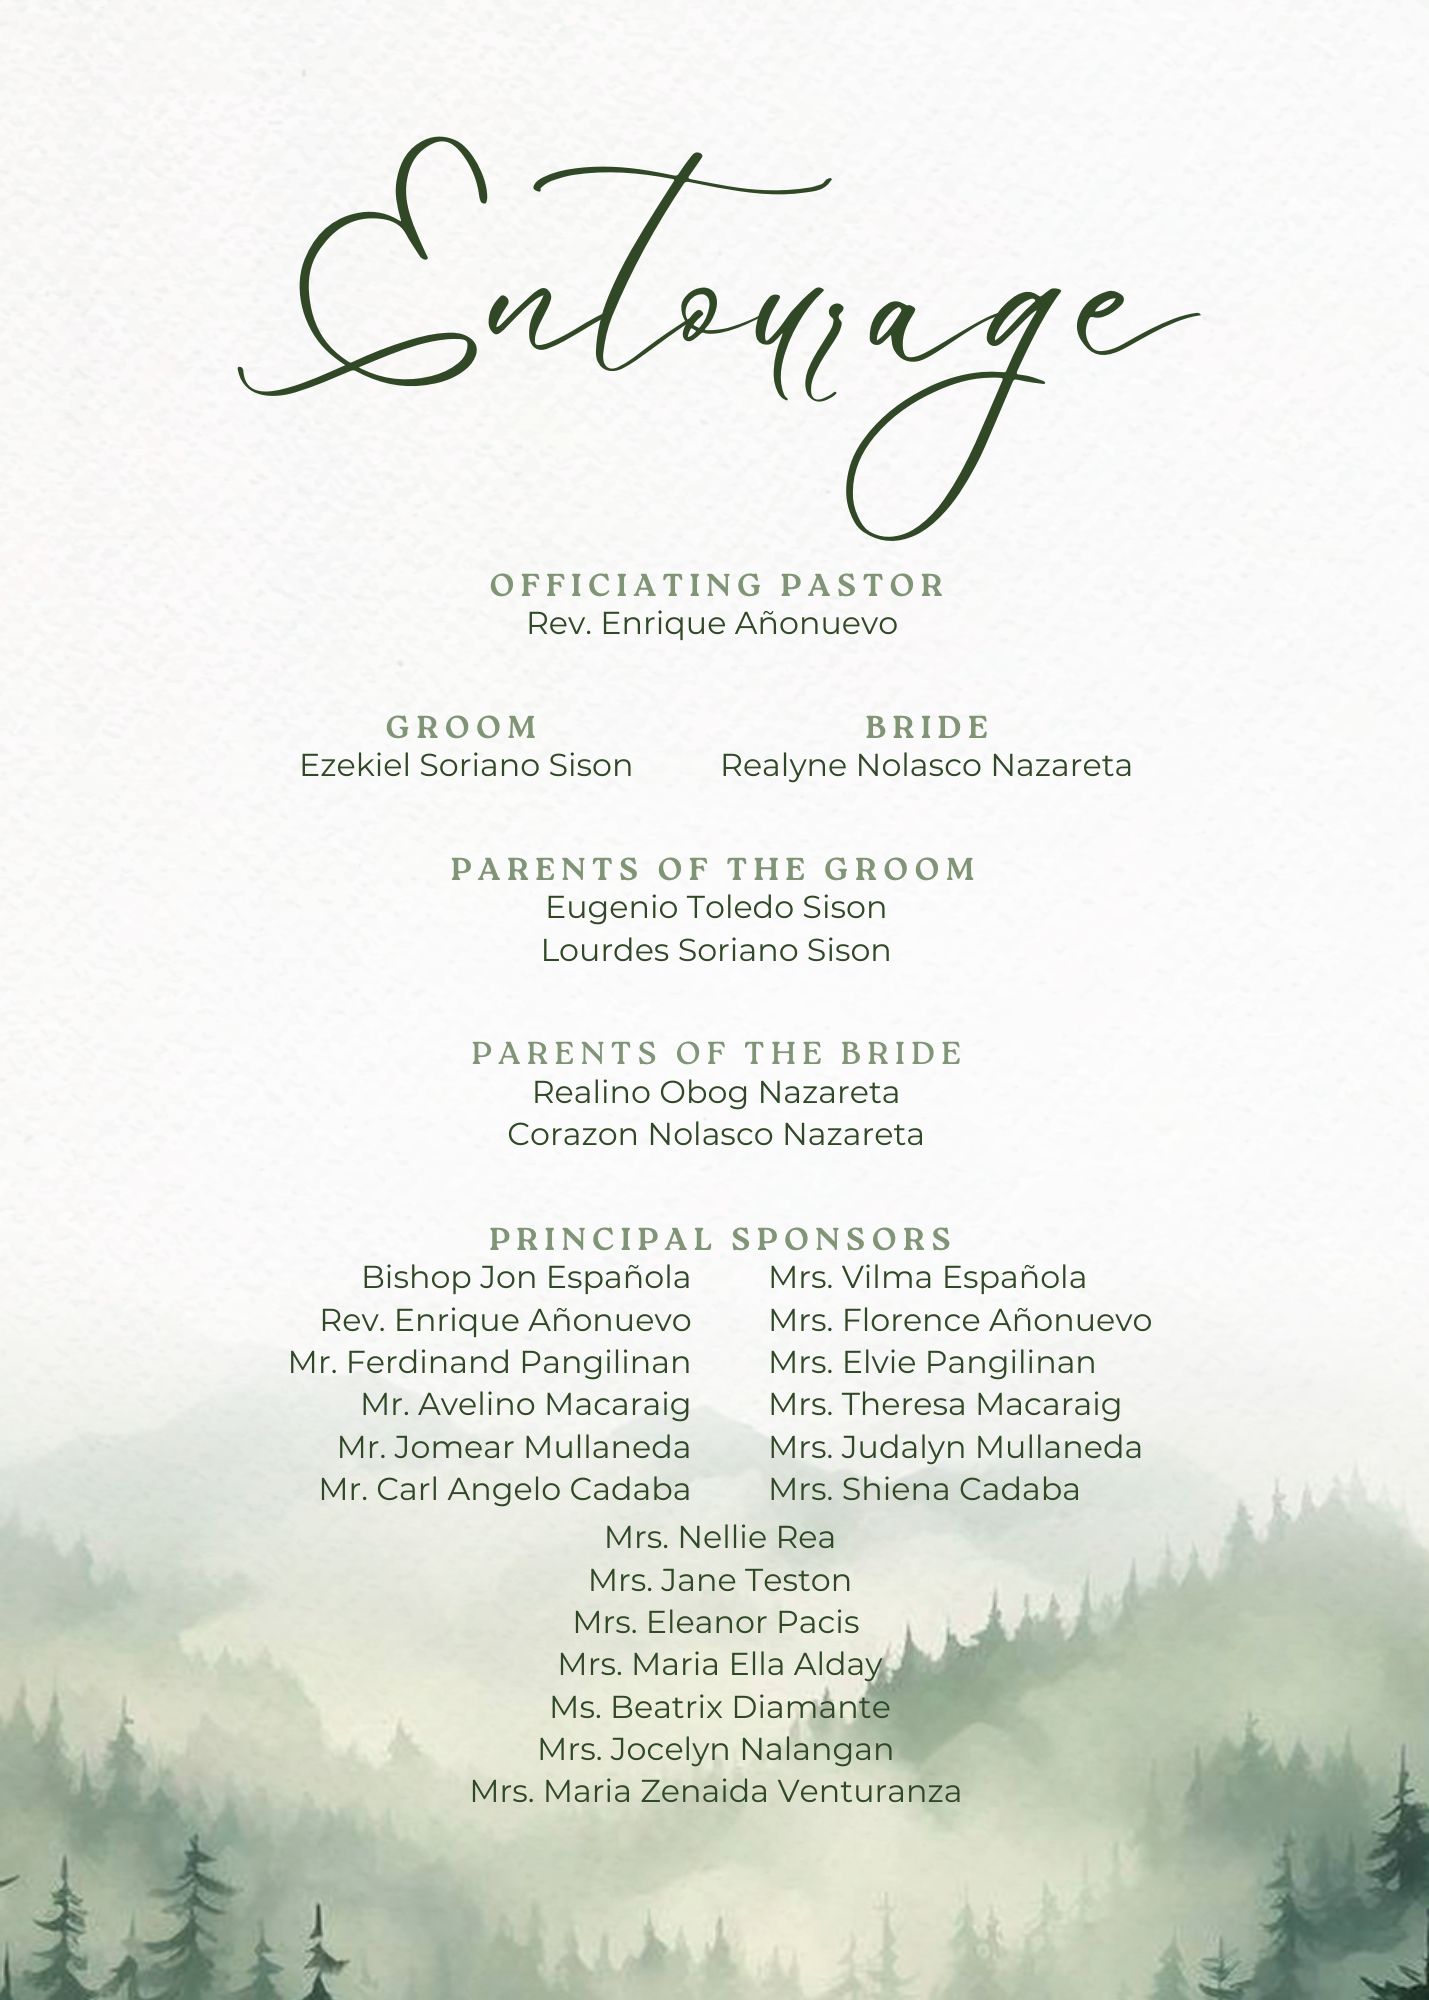 Entourage
OFFICIATING PASTOR
Rev. Enrique Añonuevo
GROOM
Ezekiel Soriano Sison
BRIDE
Realyne Nolasco Nazareta
PARENTS OF THE GROOM
Eugenio Toledo Sison
Lourdes Soriano Sison
PARENTS OF THE BRIDE
Realino Obog Nazareta
Corazon Nolasco Nazareta
PRINCIPAL SPONSORS
Bishop Jon Española Mrs. Vilma Española
Rev. Enrique Añonuevo Mrs. Florence Añonuevo
Mr. Ferdinand Pangilinan Mrs. Elvie Pangilinan
Mr. Avelino Macaraig Mrs. Theresa Macaraig
Mr. Jomear Mullaneda Mrs. Judalyn Mullaneda
Mr. Carl Angelo Cadaba Mrs. Shiena Cadaba
Mrs. Nellie Rea
Mrs. Jane Teston
Mrs. Eleanor Pacis
Mrs. Maria Ella Alday
Ms. Beatrix Diamante
Mrs. Jocelyn Nalangan
Mrs. Maria Zenaida Venturanza